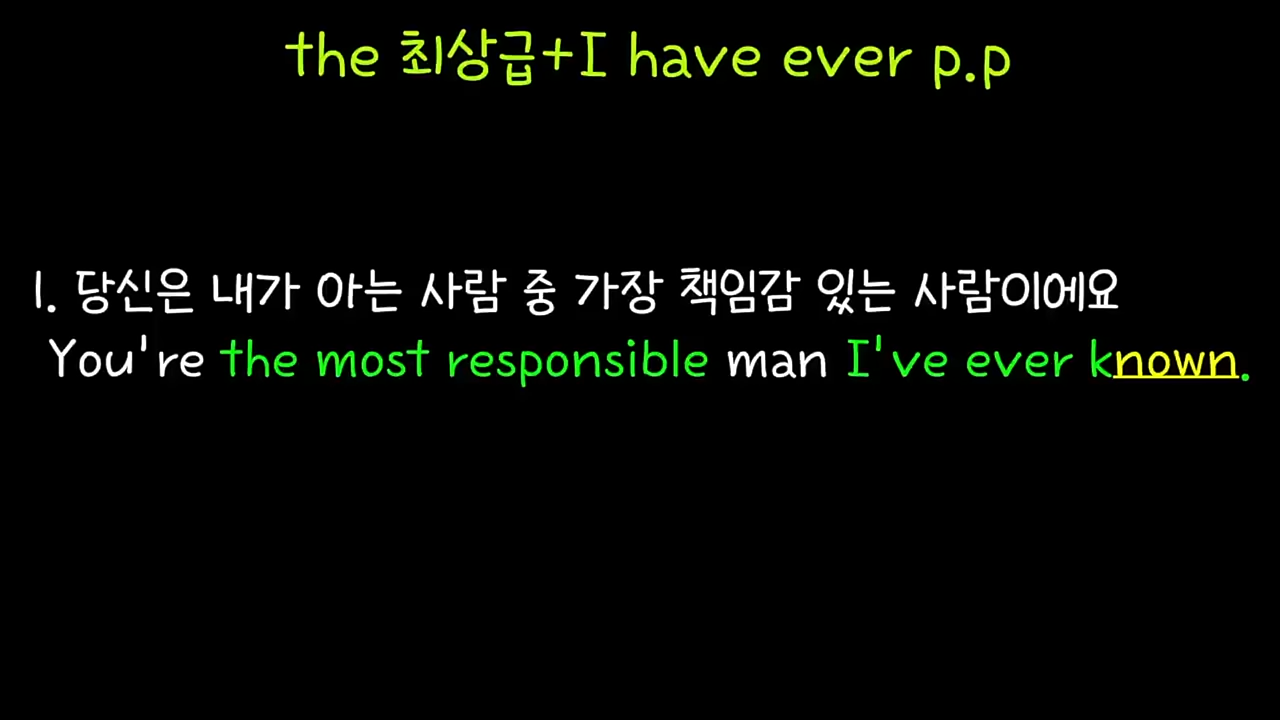 the 최상급+I have ever p.p
1. 당신은 내가 아는 사람 중 가장 책임감 있는 사람이에요
You're the most responsible man I've ever known.